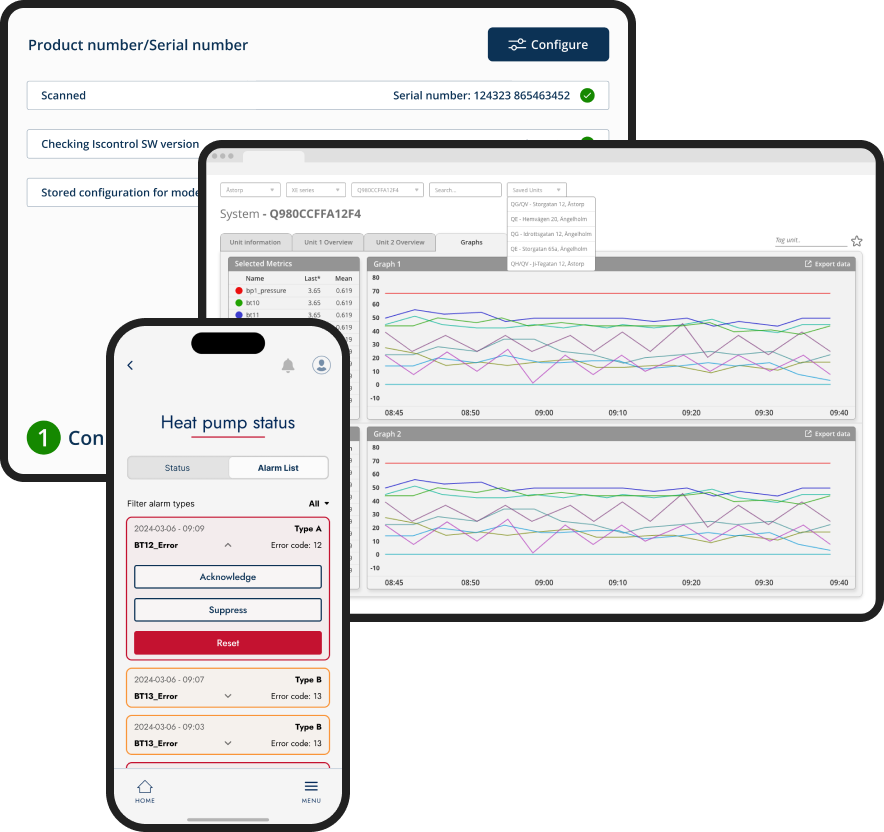 Product number/Serial number
Configure
Scanned
Serial number: 124323 865463452
Checking Iscontrol SW version
Stored configuration for mode
1 Con
Åstorp
XE series
Q980CCFFA12F4
Search...
Saved Units
QG/QV - Storgatan 12, Åstorp
QE - Hemvägen 20, Ängelholm
QG - Idrottsgatan 12, Ängelholm
QE - Storgatan 65a, Ängelholm
System - Q980CCFFA12F4
Unit information
Unit 1 Overview
Unit 2 Overview
Graphs
Tag unit..
Selected Metrics
Name Last* Mean
bp1_pressure 3.65 0.619
bt10 3.65 0.619
bt11 3.65 0.619
Graph 1
Export data
80
70
60
50
40
30
20
10
0
-10
08:45 08:50 09:00 09:10 09:20 09:30 09:40
Graph 2
Export data
80
70
60
50
40
30
20
10
0
-10
08:45 08:50 09:00 09:10 09:20 09:30 09:40
Heat pump status
Status
Alarm List
Filter alarm types
All
2024-03-06 - 09:09 Type A
BT12_Error Error code: 12
Acknowledge
Suppress
Reset
2024-03-06 - 09:07 Type B
BT13_Error Error code: 13
2024-03-06 - 09:03 Type B
BT13_Error Error code: 13
HOME
MENU